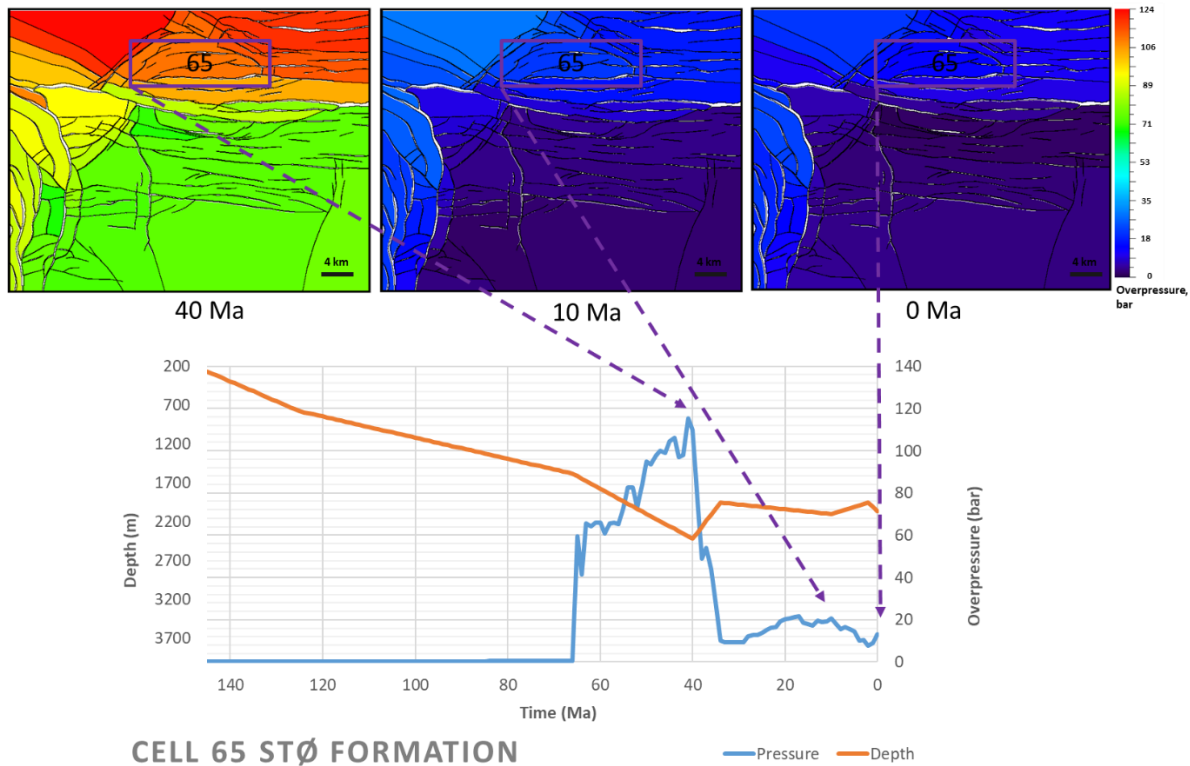 65
4 km
40 Ma
65
4 km
10 Ma
65
4 km
0 Ma
124
106
89
71
53
35
18
0
Overpressure,
bar
200
700
1200
1700
2200
2700
3200
3700
Depth (m)
140
120
100
80
60
40
20
0
Overpressure (bar)
140
120
100
80
60
40
20
0
Time (Ma)
CELL 65 STØ FORMATION
Pressure
Depth